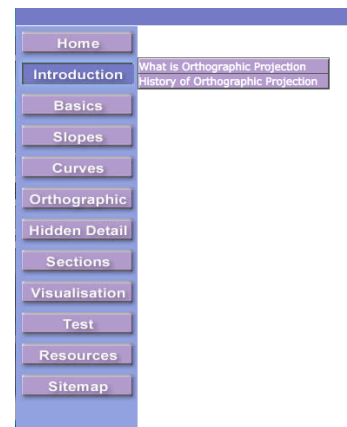 Home
Introduction
What is Orthographic Projection
History of Orthographic Projection
Basics
Slopes
Curves
Orthographic
Hidden Detail
Sections
Visualisation
Test
Resources
Sitemap